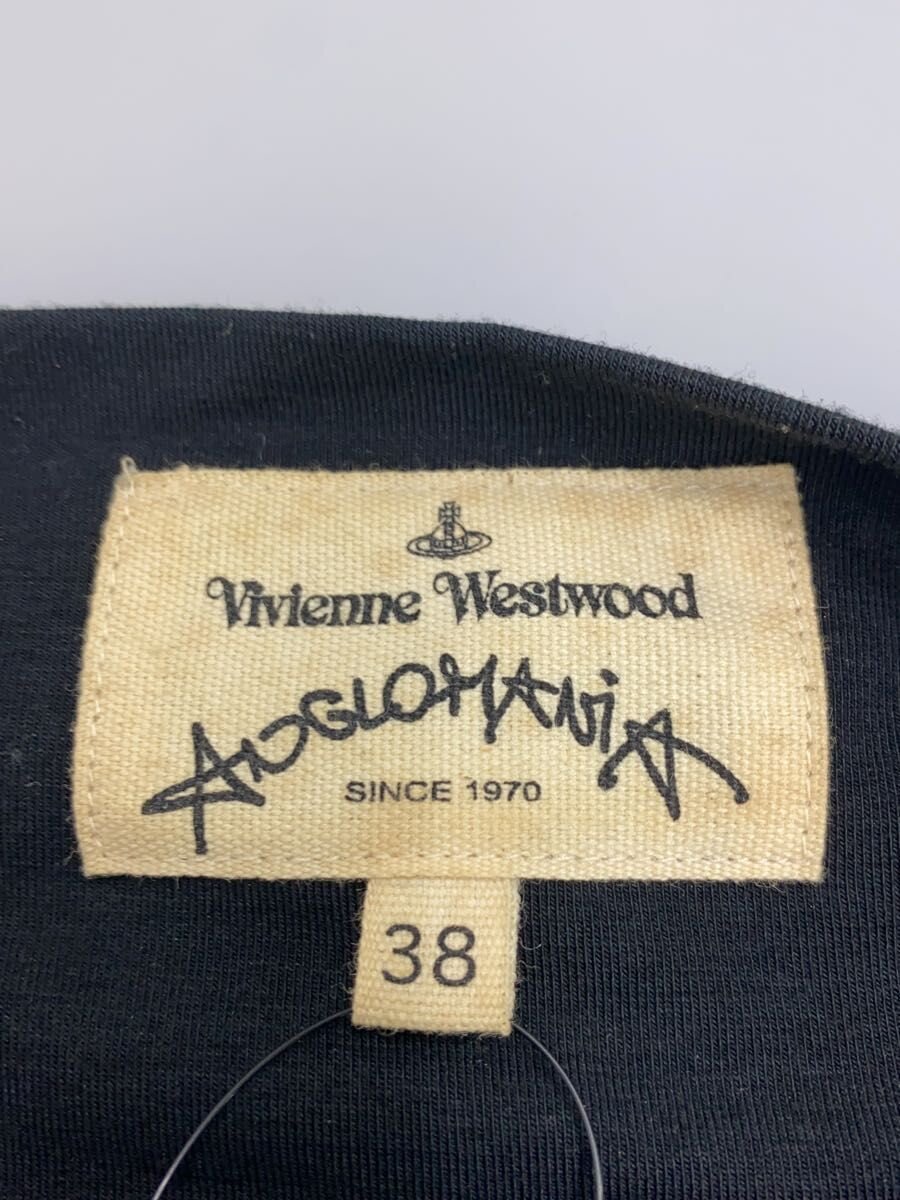 Vivienne Westwood
ANGLOMANiA
SINCE 1970
38